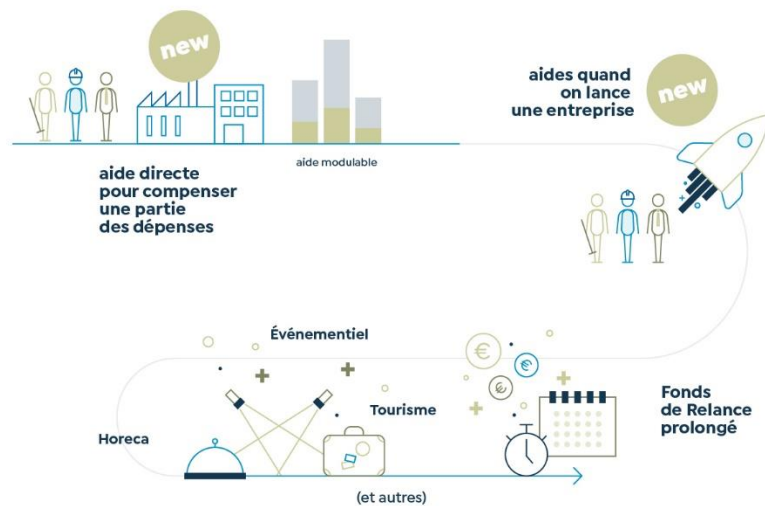 new
aide directe
pour compenser
une partie
des dépenses
aide modulable
aides quand
on lance
une entreprise
new
Événementiel
Tourisme
Horeca
(et autres)
Fonds
de Relance
prolongé